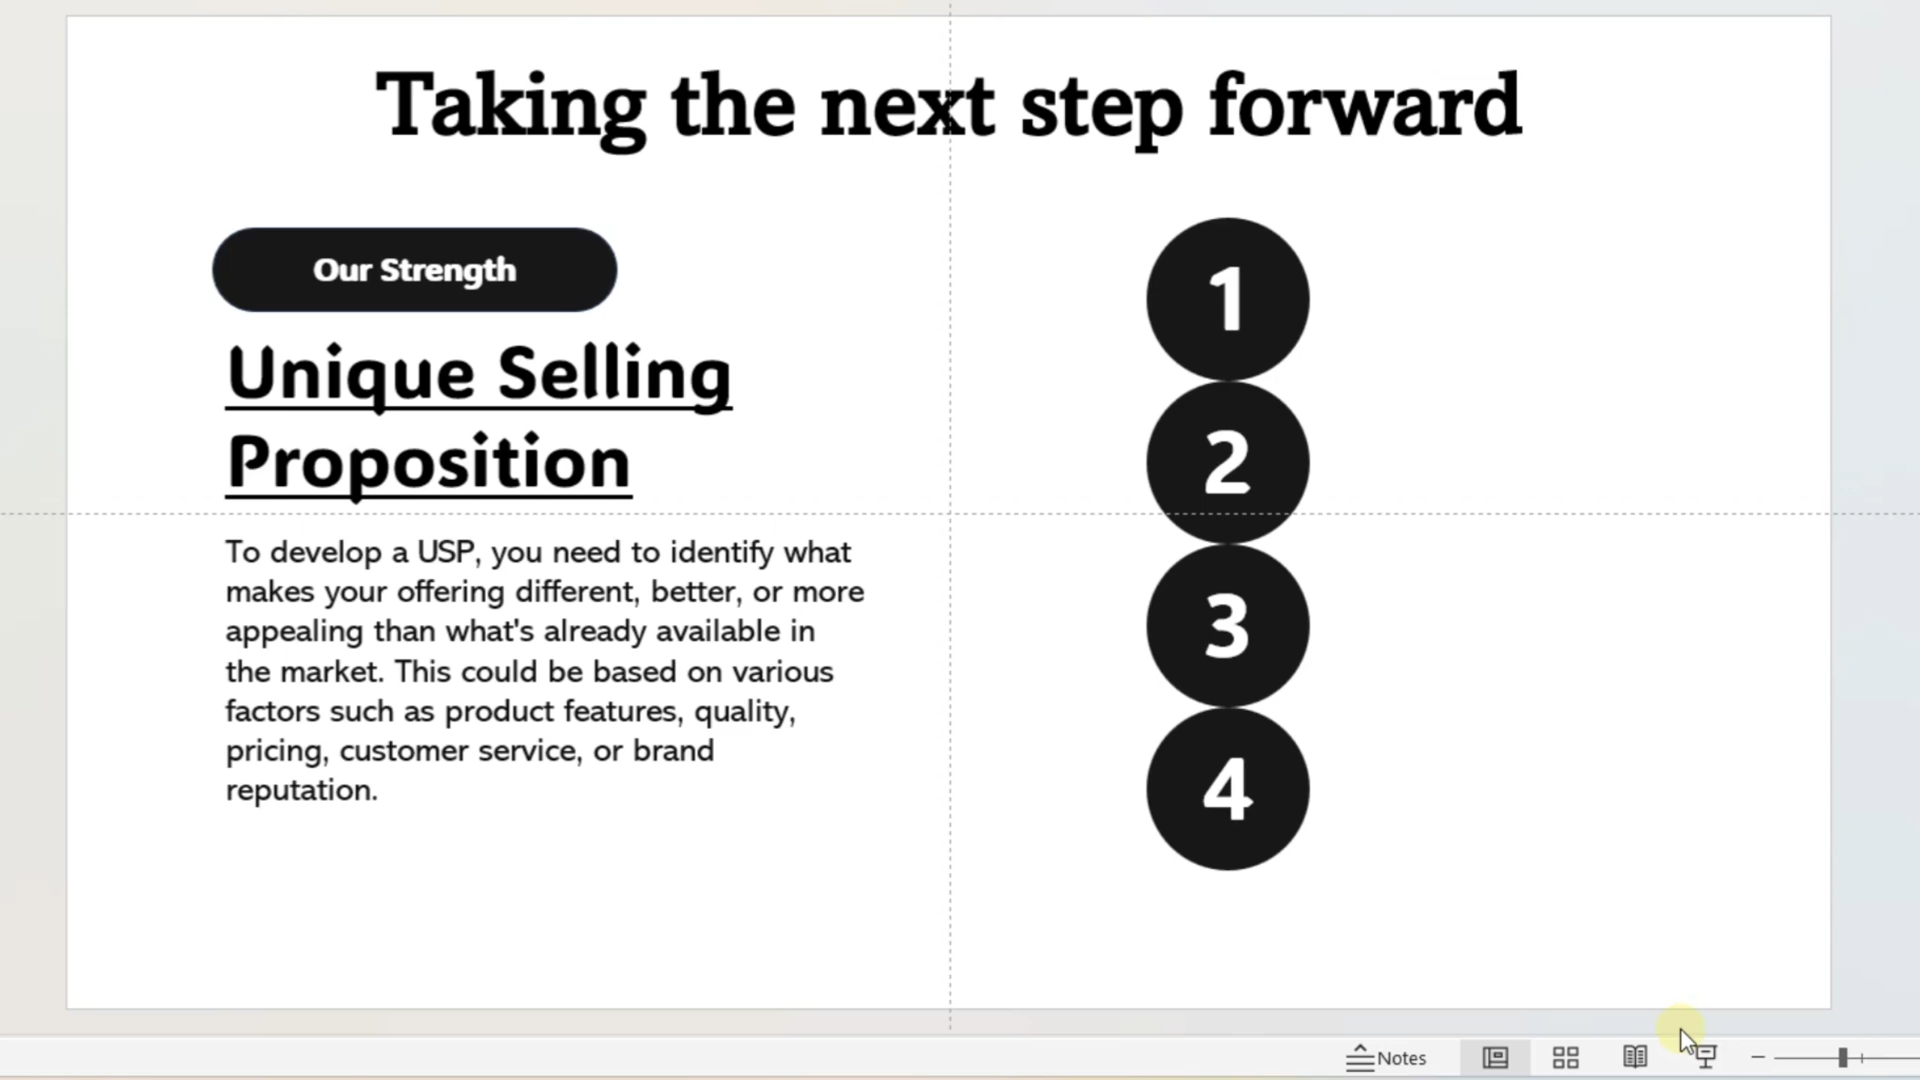 Taking the next step forward
Our Strength
Unique Selling
Proposition
To develop a USP, you need to identify what
makes your offering different, better, or more
appealing than what's already available in
the market. This could be based on various
factors such as product features, quality,
pricing, customer service, or brand
reputation.
1
2
3
4
Notes